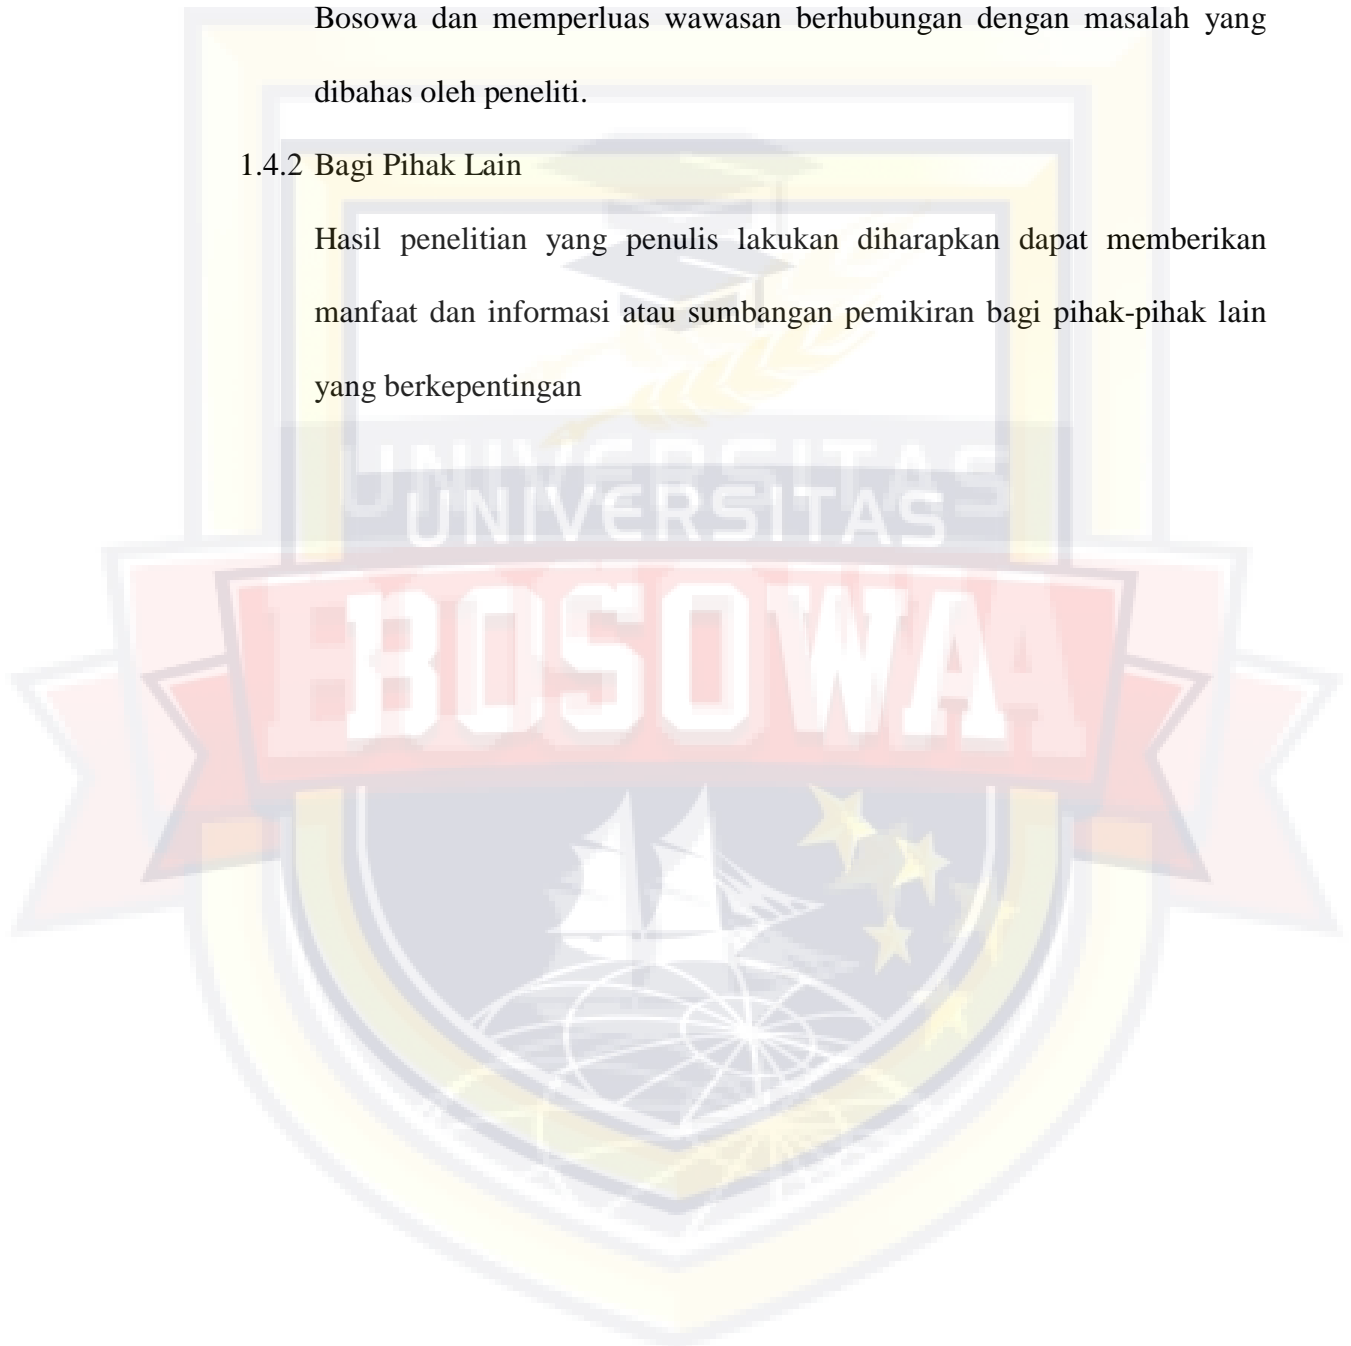 Bosowa dan memperluas wawasan berhubungan dengan masalah yang
dibahas oleh peneliti.
1.4.2 Bagi Pihak Lain
Hasil penelitian yang penulis lakukan diharapkan dapat memberikan
manfaat dan informasi atau sumbangan pemikiran bagi pihak-pihak lain
yang berkepentingan
UNIVERSITAS
UNIVERSITAS
BOSOWA
BOSOWA